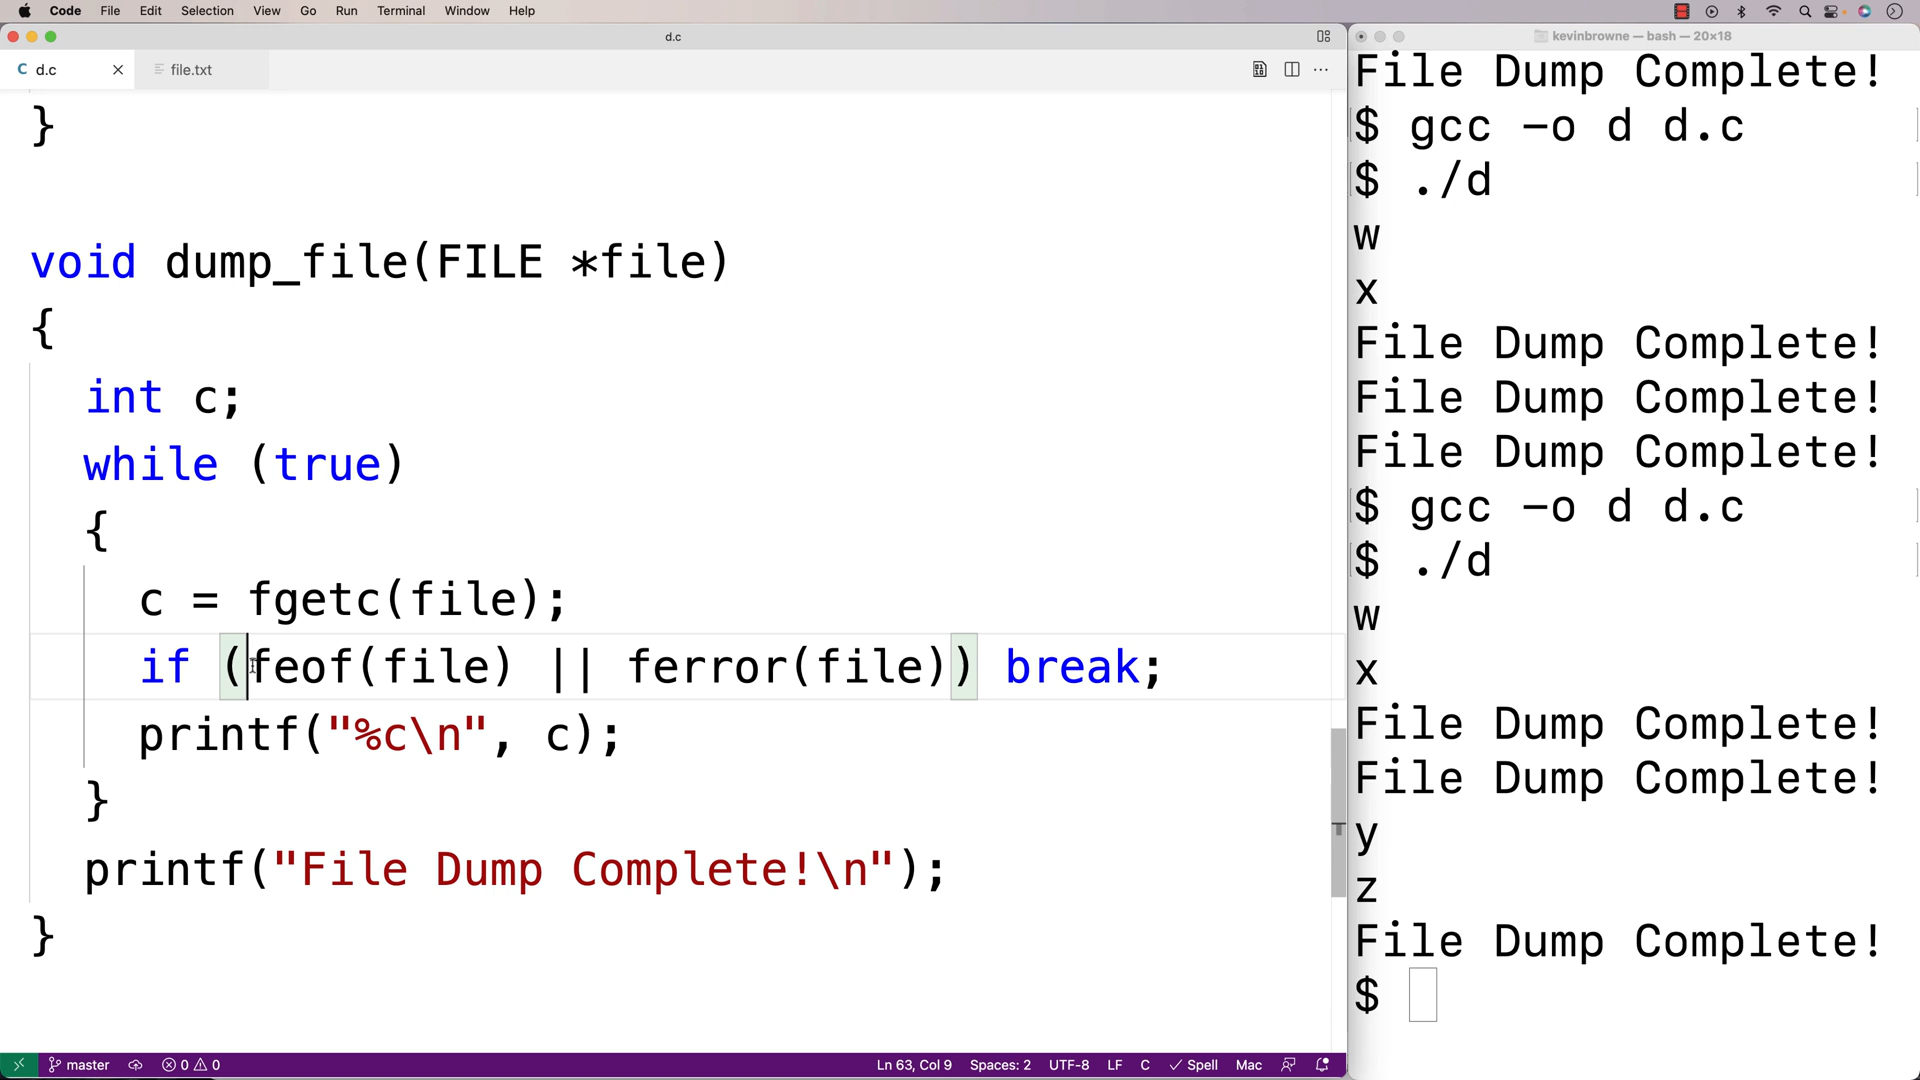 Code File Edit Selection View Go Run Terminal Window Help
d.c
C d.c
file.txt
}
void dump_file(FILE *file)
{
int c;
while (true)
{
c = fgetc(file);
if (feof(file) || ferror(file)) break;
printf("%c\n", c);
}
printf("File Dump Complete!\n");
}
master
0 0
Ln 63, Col 9
Spaces: 2
UTF-8
LF
C
Spell
Mac
kevinbrowne — bash — 20×18
File Dump Complete!
$ gcc -o d d.c
$ ./d
w
x
File Dump Complete!
File Dump Complete!
File Dump Complete!
$ gcc -o d d.c
$ ./d
w
x
File Dump Complete!
File Dump Complete!
y
z
File Dump Complete!
$